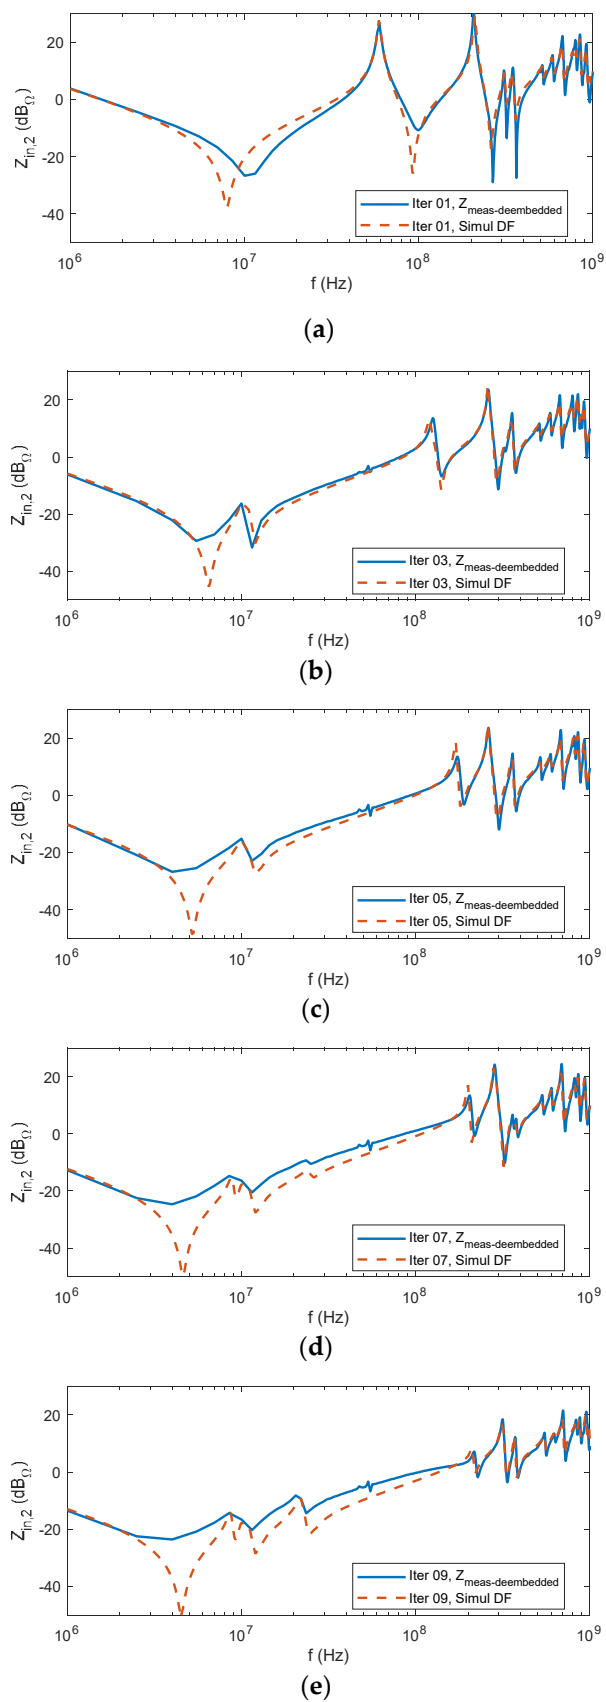 20
0
-20
-40
Z_in,2 (dB_Ω)
Iter 01, Z_meas-deembedded
Iter 01, Simul DF
10^6
10^7
10^8
10^9
f (Hz)
(a)
20
0
-20
-40
Z_in,2 (dB_Ω)
Iter 03, Z_meas-deembedded
Iter 03, Simul DF
10^6
10^7
10^8
10^9
f (Hz)
(b)
20
0
-20
-40
Z_in,2 (dB_Ω)
Iter 05, Z_meas-deembedded
Iter 05, Simul DF
10^6
10^7
10^8
10^9
f (Hz)
(c)
20
0
-20
-40
Z_in,2 (dB_Ω)
Iter 07, Z_meas-deembedded
Iter 07, Simul DF
10^6
10^7
10^8
10^9
f (Hz)
(d)
20
0
-20
-40
Z_in,2 (dB_Ω)
Iter 09, Z_meas-deembedded
Iter 09, Simul DF
10^6
10^7
10^8
10^9
f (Hz)
(e)